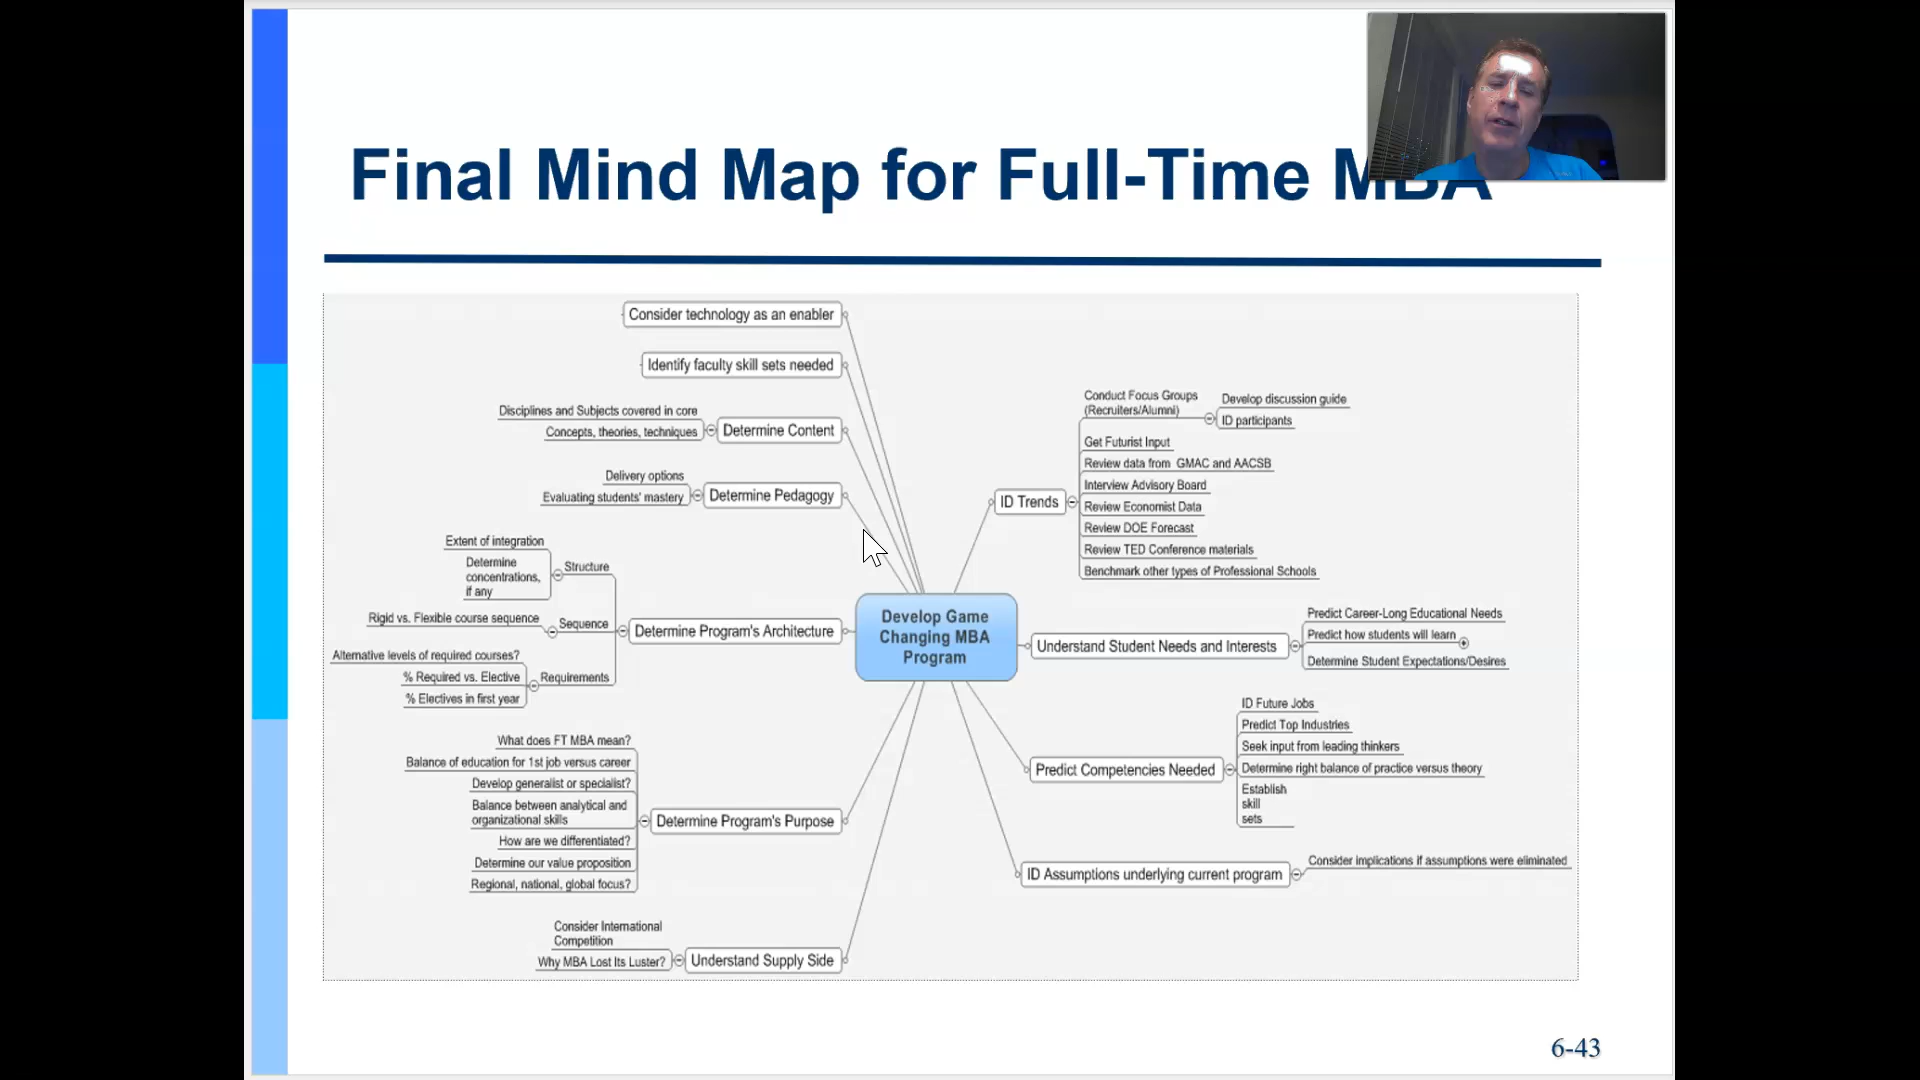 Final Mind Map for Full-Time MBA
Consider technology as an enabler
Identify faculty skill sets needed
Disciplines and Subjects covered in core
Concepts, theories, techniques
Determine Content
Delivery options
Evaluating students' mastery
Determine Pedagogy
Extent of integration
Determine
concentrations,
if any
Structure
Rigid vs. Flexible course sequence
Sequence
Alternative levels of required courses?
% Required vs. Elective
% Electives in first year
Requirements
Determine Program's Architecture
What does FT MBA mean?
Balance of education for 1st job versus career
Develop generalist or specialist?
Balance between analytical and
organizational skills
How are we differentiated?
Determine our value proposition
Regional, national, global focus?
Determine Program's Purpose
Consider International
Competition
Why MBA Lost Its Luster?
Understand Supply Side
Develop Game
Changing MBA
Program
ID Trends
Conduct Focus Groups
(Recruiters/Alumni)
Develop discussion guide
ID participants
Get Futurist Input
Review data from GMAC and AACSB
Interview Advisory Board
Review Economist Data
Review DOE Forecast
Review TED Conference materials
Benchmark other types of Professional Schools
Understand Student Needs and Interests
Predict Career-Long Educational Needs
Predict how students will learn
Determine Student Expectations/Desires
Predict Competencies Needed
ID Future Jobs
Predict Top Industries
Seek input from leading thinkers
Determine right balance of practice versus theory
Establish
skill
sets
ID Assumptions underlying current program
Consider implications if assumptions were eliminated
6-43